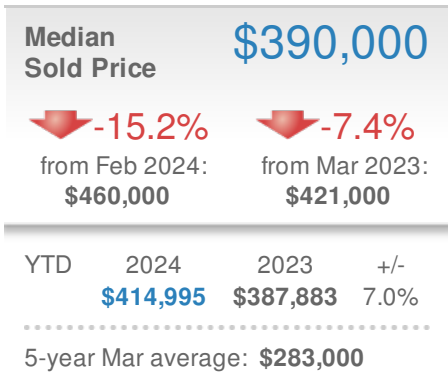 Median Sold Price $390,000
-15.2% -7.4%
from Feb 2024: from Mar 2023:
$460,000 $421,000
YTD 2024 2023 +/-
$414,995 $387,883 7.0%
5-year Mar average: $283,000